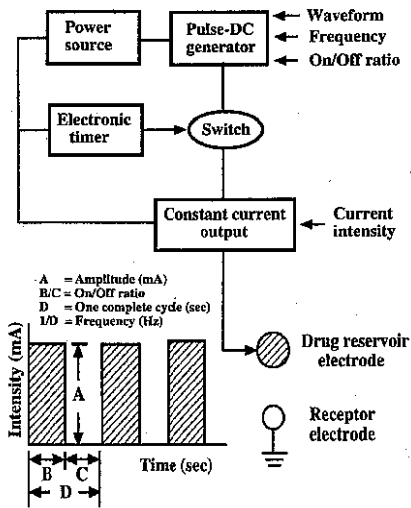 Power
source
Pulse-DC
generator
Waveform
Frequency
On/Off ratio
Electronic
timer
Switch
Constant current
output
Current
intensity
A = Amplitude (mA)
B/C = On/Off ratio
D = One complete cycle (sec)
1/D = Frequency (Hz)
Drug reservoir
electrode
Intensity (mA)
A
Receptor
electrode
Time (sec)
B
C
D